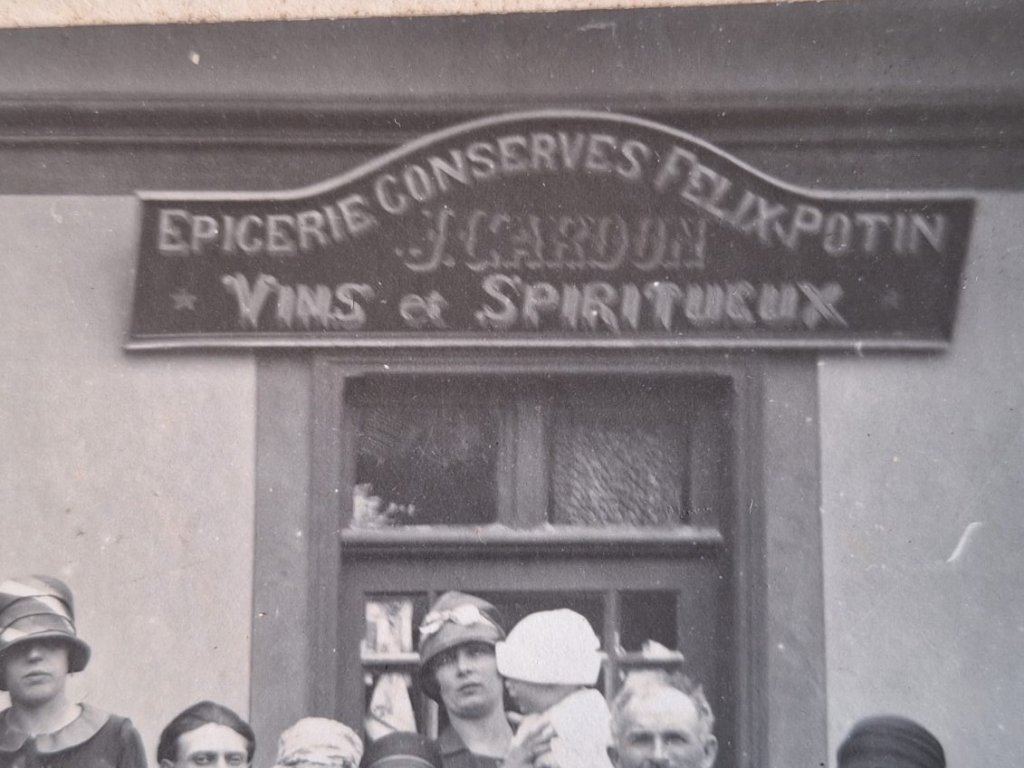 EPICERIE CONSERVES FELIX POTIN
J. CARDON
VINS et SPIRITUEUX